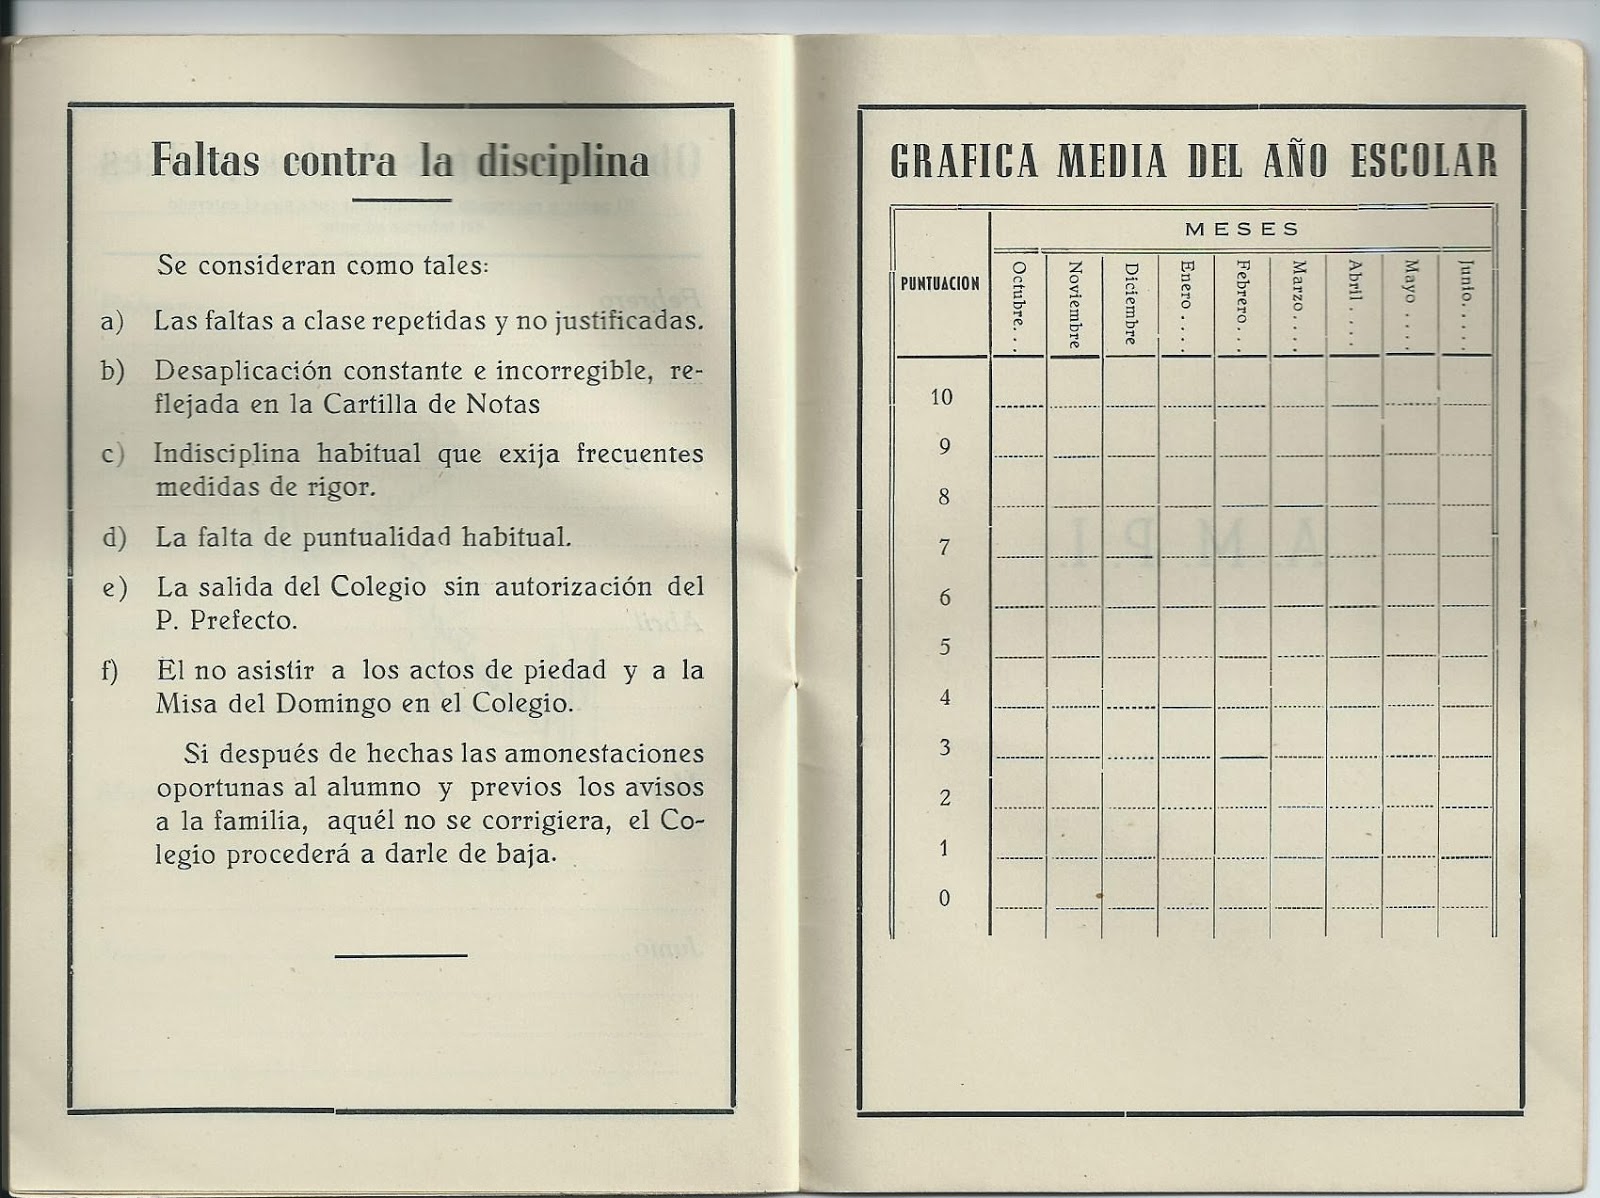 Faltas contra la disciplina
Se consideran como tales:
a) Las faltas a clase repetidas y no justificadas.
b) Desaplicación constante e incorregible, re-
flejada en la Cartilla de Notas
c) Indisciplina habitual que exija frecuentes
medidas de rigor.
d) La falta de puntualidad habitual.
e) La salida del Colegio sin autorización del
P. Prefecto.
f) El no asistir a los actos de piedad y a la
Misa del Domingo en el Colegio.
Si después de hechas las amonestaciones
oportunas al alumno y previos los avisos
a la familia, aquél no se corrigiera, el Co-
legio procederá a darle de baja.
GRAFICA MEDIA DEL AÑO ESCOLAR
MESES
PUNTUACION
Octubre. . .
Noviembre
Diciembre
Enero . . . .
Febrero. . .
Marzo. . . .
Abril . . . .
Mayo . . . . .
Junio. . . . .
10
9
8
7
6
5
4
3
2
1
0